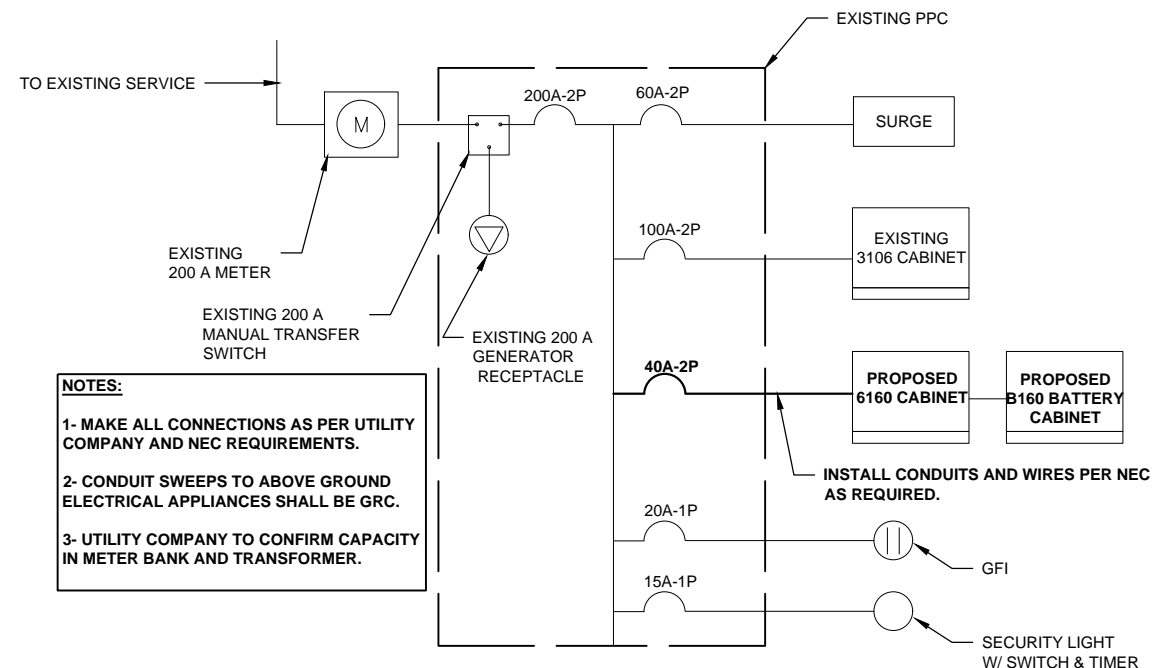 EXISTING PPC
TO EXISTING SERVICE
200A-2P
60A-2P
M
SURGE
100A-2P
EXISTING
3106 CABINET
EXISTING
200 A METER
EXISTING 200 A
MANUAL TRANSFER
SWITCH
EXISTING 200 A
GENERATOR
RECEPTACLE
40A-2P
PROPOSED
6160 CABINET
PROPOSED
B160 BATTERY
CABINET
NOTES:
1- MAKE ALL CONNECTIONS AS PER UTILITY
COMPANY AND NEC REQUIREMENTS.
2- CONDUIT SWEEPS TO ABOVE GROUND
ELECTRICAL APPLIANCES SHALL BE GRC.
3- UTILITY COMPANY TO CONFIRM CAPACITY
IN METER BANK AND TRANSFORMER.
INSTALL CONDUITS AND WIRES PER NEC
AS REQUIRED.
20A-1P
GFI
15A-1P
SECURITY LIGHT
W/ SWITCH & TIMER